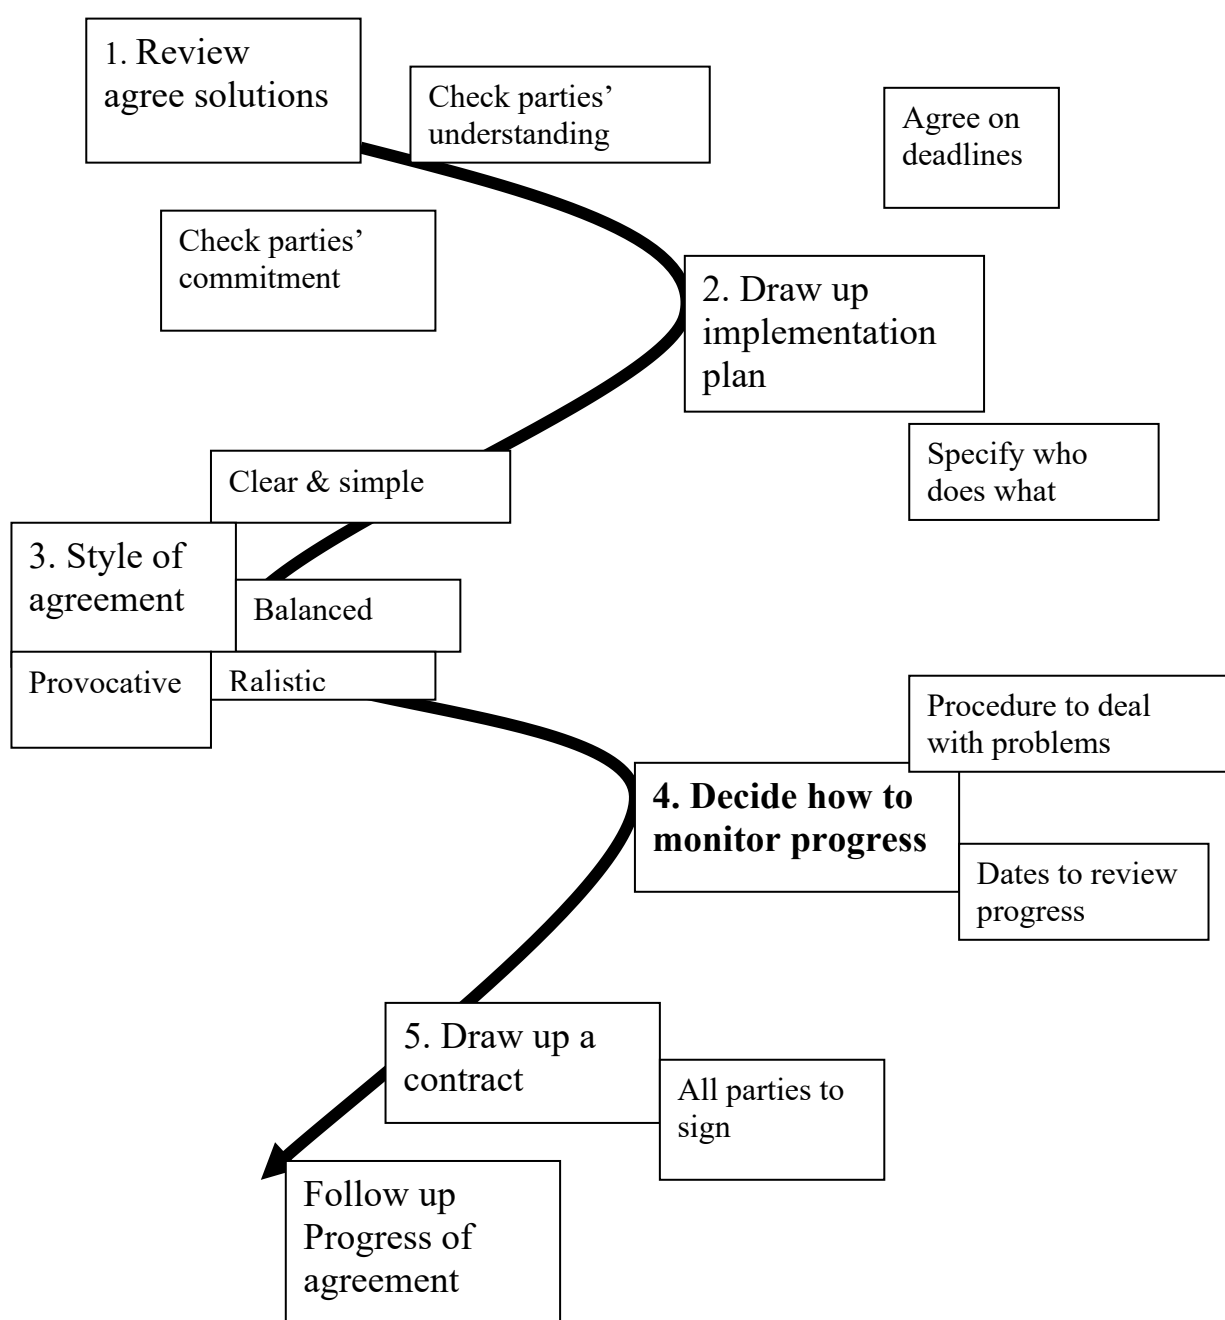 1. Review
agree solutions
Check parties’
understanding
Agree on
deadlines
Check parties’
commitment
2. Draw up
implementation
plan
Specify who
does what
Clear & simple
3. Style of
agreement
Balanced
Provocative
Ralistic
Procedure to deal
with problems
4. Decide how to
monitor progress
Dates to review
progress
5. Draw up a
contract
All parties to
sign
Follow up
Progress of
agreement